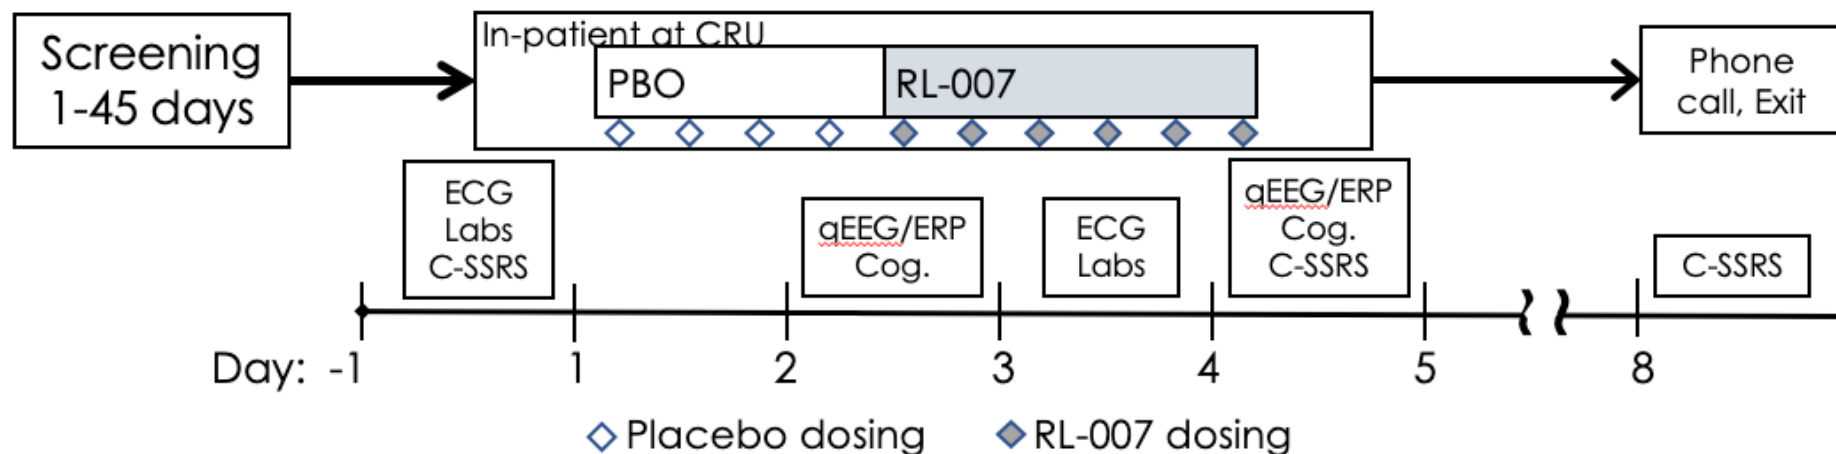 Screening
1-45 days
In-patient at CRU
PBO
RL-007
Phone
call, Exit
ECG
Labs
C-SSRS
qEEG/ERP
Cog.
ECG
Labs
qEEG/ERP
Cog.
C-SSRS
C-SSRS
Day: -1 1 2 3 4 5 8
Placebo dosing RL-007 dosing